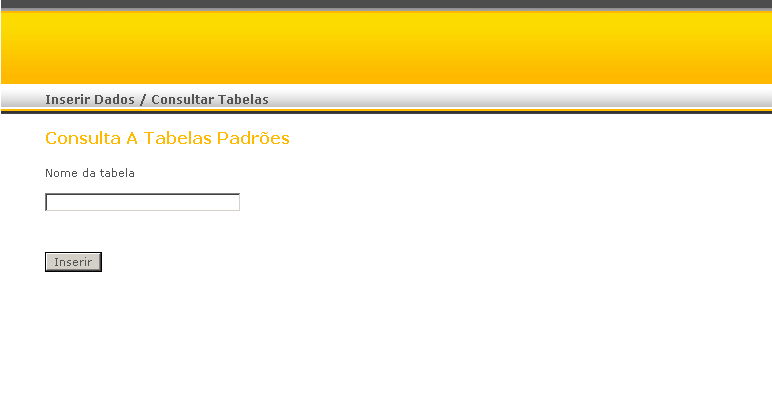 Inserir Dados / Consultar Tabelas
Consulta A Tabelas Padrões
Nome da tabela
Inserir